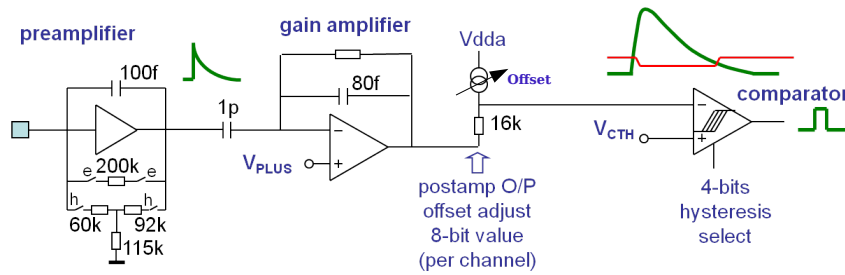 preamplifier
gain amplifier
Vdda
Offset
comparator
100f
1p
80f
16k
VPLUS
VCTH
−
+
−
+
e
200k
e
h
h
60k
92k
115k
postamp O/P
offset adjust
8-bit value
(per channel)
4-bits
hysteresis
select